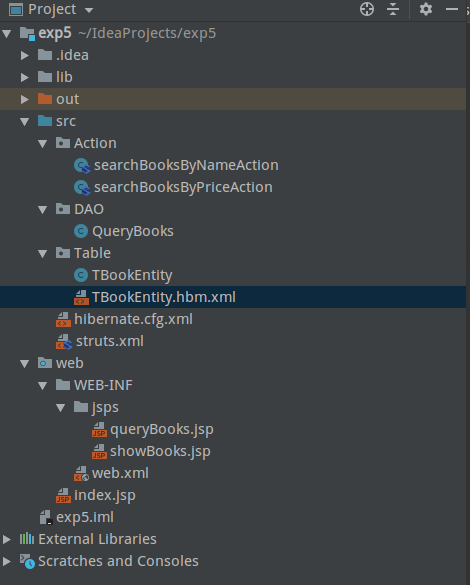 Project
exp5 ~/IdeaProjects/exp5
.idea
lib
out
src
Action
searchBooksByNameAction
searchBooksByPriceAction
DAO
QueryBooks
Table
TBookEntity
TBookEntity.hbm.xml
hibernate.cfg.xml
struts.xml
web
WEB-INF
jsps
queryBooks.jsp
showBooks.jsp
web.xml
index.jsp
exp5.iml
External Libraries
Scratches and Consoles